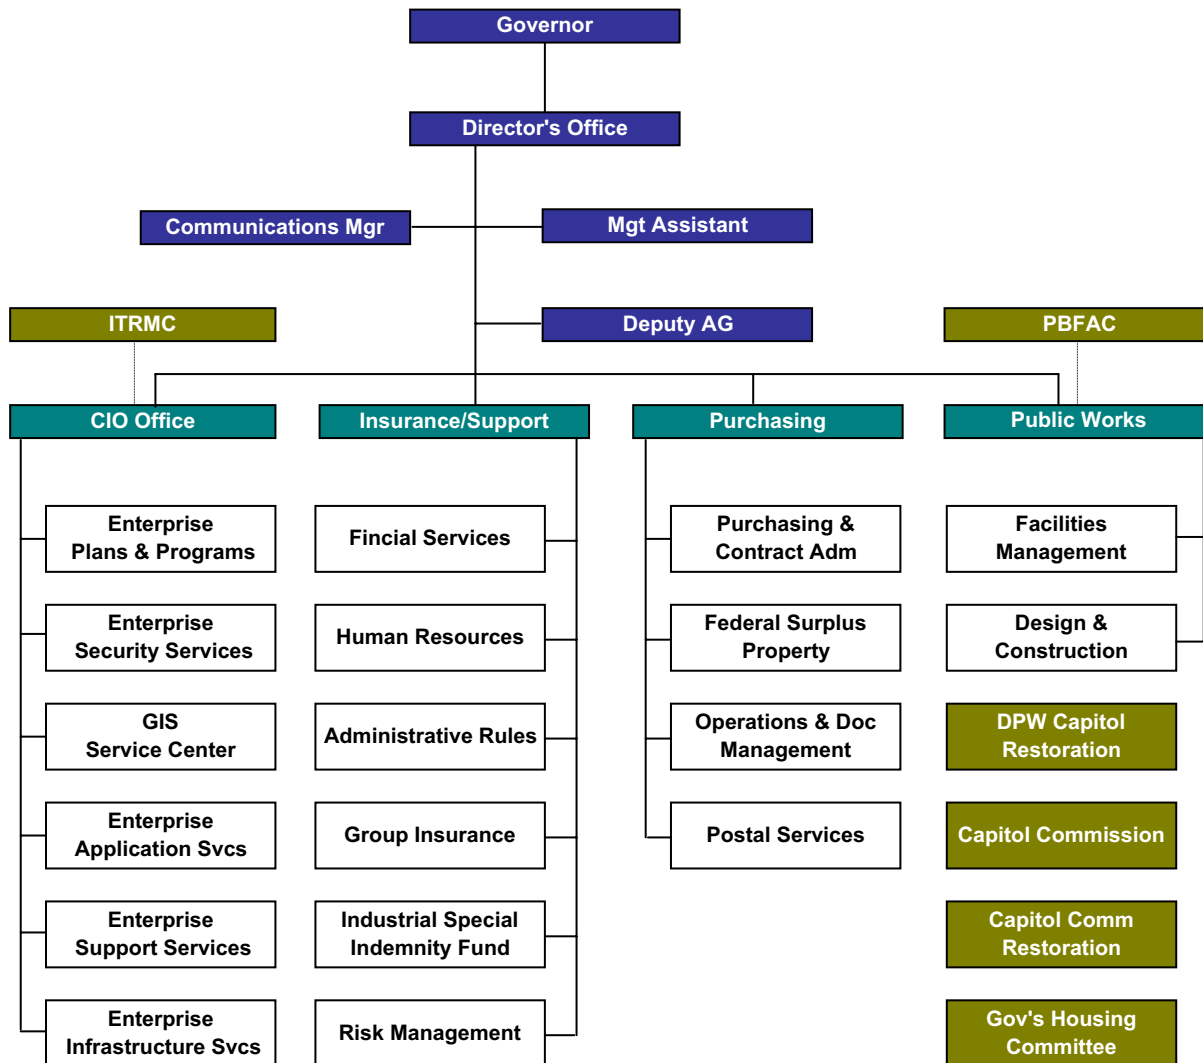 Governor
Director's Office
Communications Mgr
Mgt Assistant
ITRMC
Deputy AG
PBFAC
CIO Office
Insurance/Support
Purchasing
Public Works
Enterprise
Plans & Programs
Fincial Services
Purchasing &
Contract Adm
Facilities
Management
Enterprise
Security Services
Human Resources
Federal Surplus
Property
Design &
Construction
GIS
Service Center
Administrative Rules
Operations & Doc
Management
DPW Capitol
Restoration
Enterprise
Application Svcs
Group Insurance
Postal Services
Capitol Commission
Enterprise
Support Services
Industrial Special
Indemnity Fund
Capitol Comm
Restoration
Enterprise
Infrastructure Svcs
Risk Management
Gov's Housing
Committee